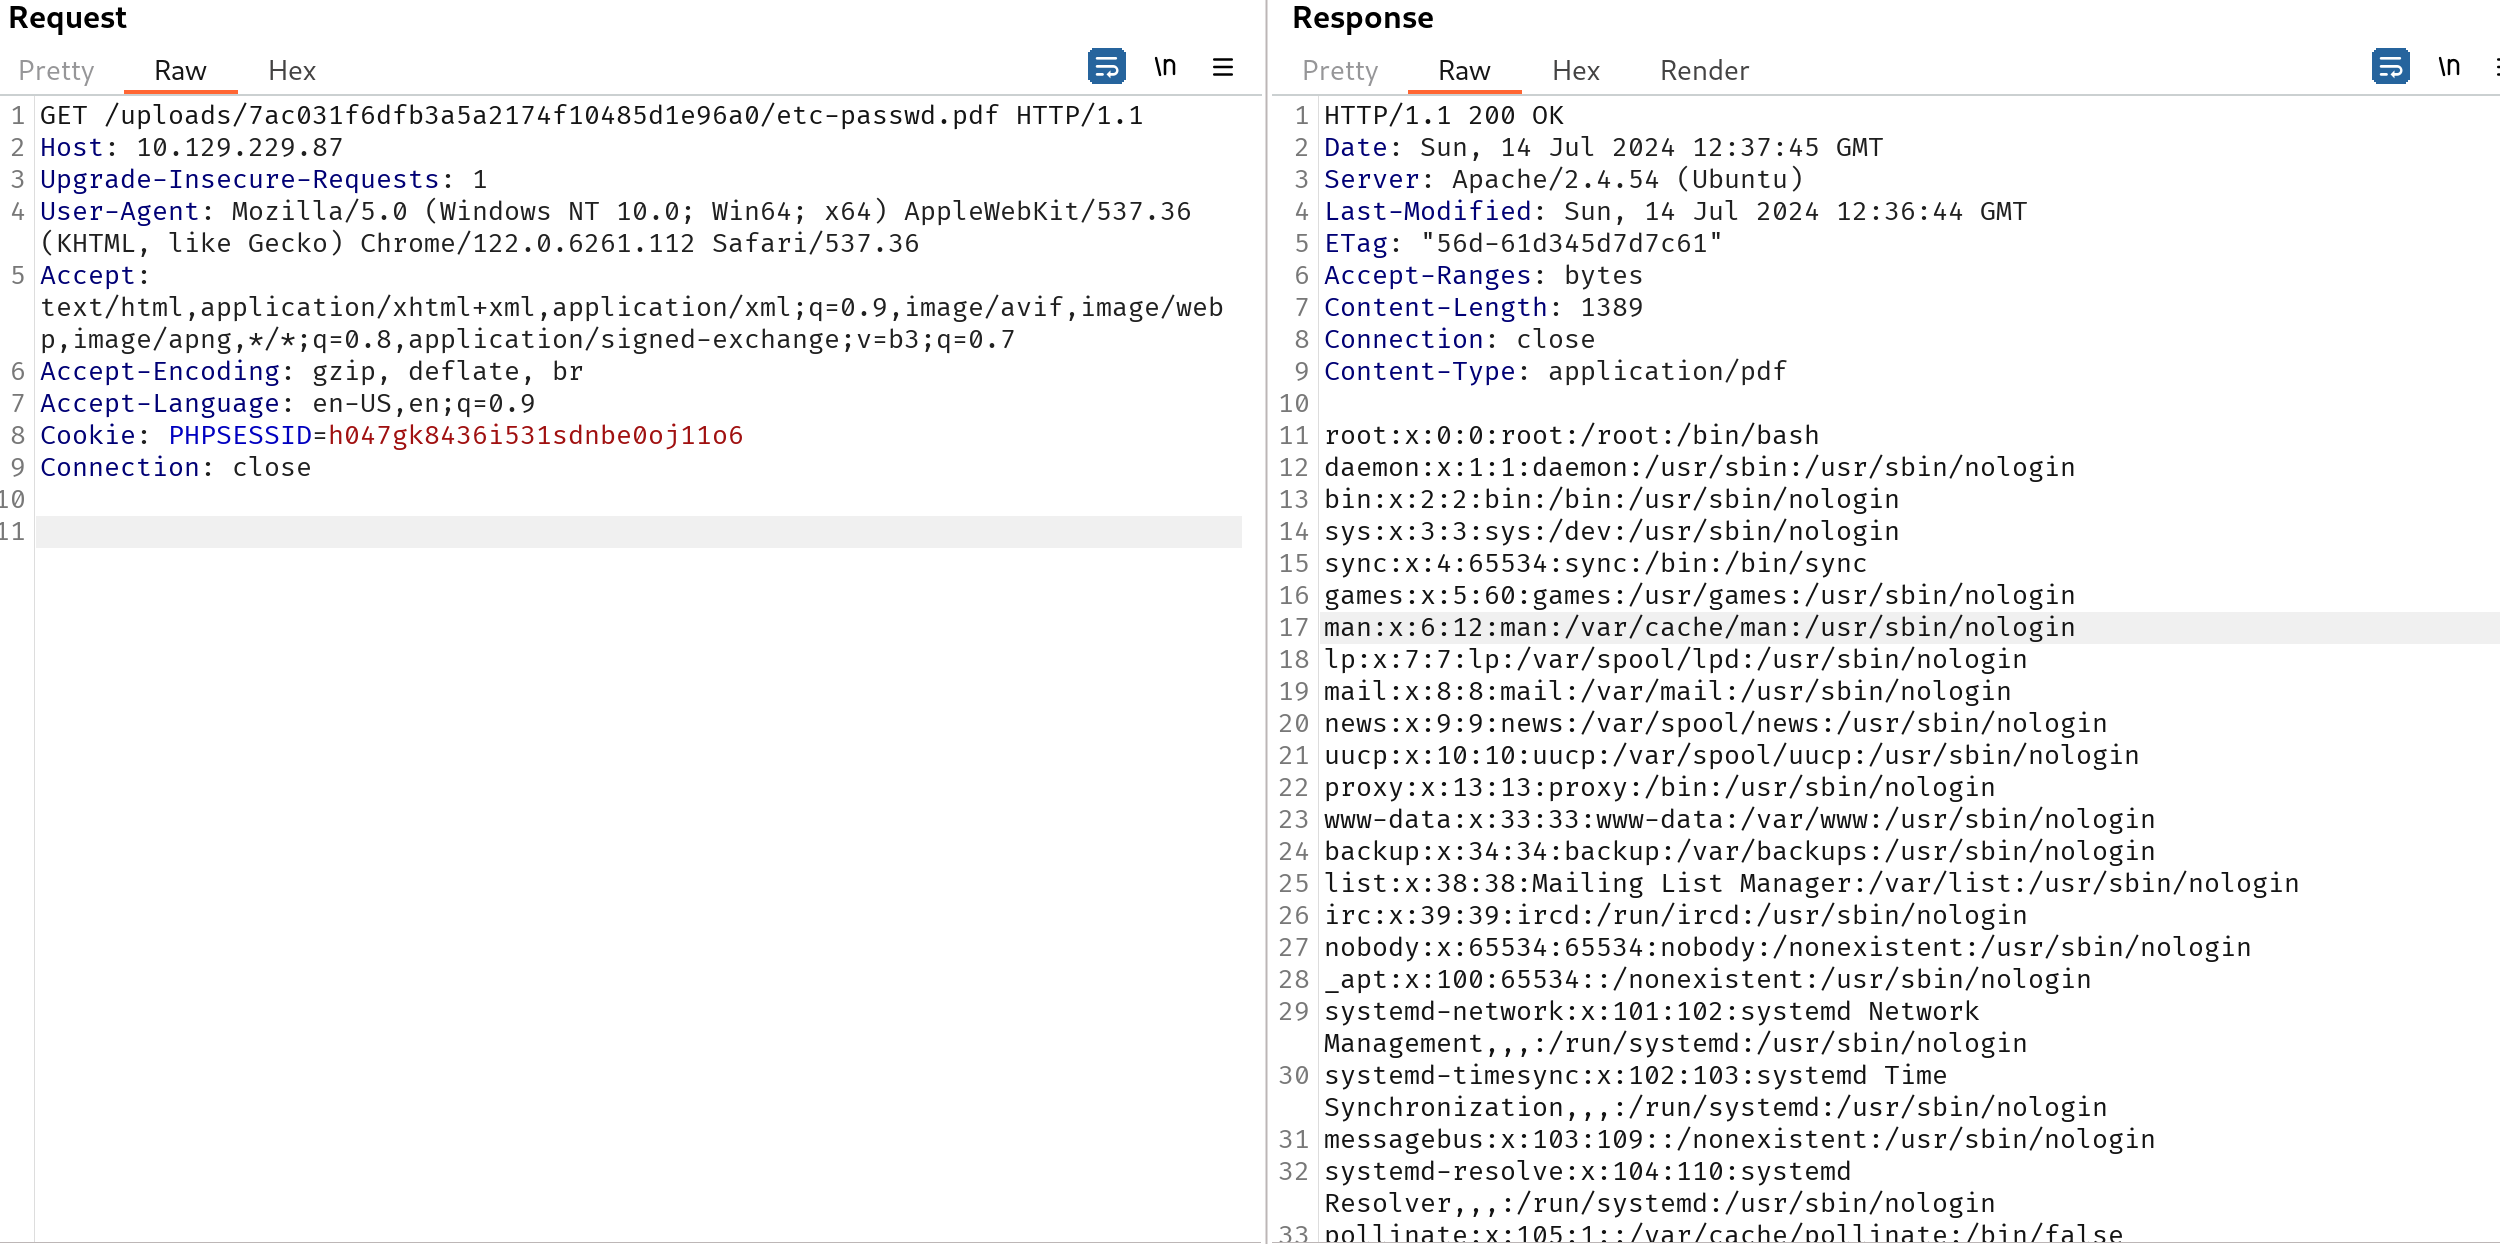 Request
Pretty Raw Hex \n
1 GET /uploads/7ac031f6dfb3a5a2174f10485d1e96a0/etc-passwd.pdf HTTP/1.1
2 Host: 10.129.229.87
3 Upgrade-Insecure-Requests: 1
4 User-Agent: Mozilla/5.0 (Windows NT 10.0; Win64; x64) AppleWebKit/537.36
(KHTML, like Gecko) Chrome/122.0.6261.112 Safari/537.36
5 Accept:
text/html,application/xhtml+xml,application/xml;q=0.9,image/avif,image/web
p,image/apng,*/*;q=0.8,application/signed-exchange;v=b3;q=0.7
6 Accept-Encoding: gzip, deflate, br
7 Accept-Language: en-US,en;q=0.9
8 Cookie: PHPSESSID=h047gk8436i531sdnbe0oj11o6
9 Connection: close
10
11
Response
Pretty Raw Hex Render \n
1 HTTP/1.1 200 OK
2 Date: Sun, 14 Jul 2024 12:37:45 GMT
3 Server: Apache/2.4.54 (Ubuntu)
4 Last-Modified: Sun, 14 Jul 2024 12:36:44 GMT
5 ETag: "56d-61d345d7d7c61"
6 Accept-Ranges: bytes
7 Content-Length: 1389
8 Connection: close
9 Content-Type: application/pdf
10
11 root:x:0:0:root:/root:/bin/bash
12 daemon:x:1:1:daemon:/usr/sbin:/usr/sbin/nologin
13 bin:x:2:2:bin:/bin:/usr/sbin/nologin
14 sys:x:3:3:sys:/dev:/usr/sbin/nologin
15 sync:x:4:65534:sync:/bin:/bin/sync
16 games:x:5:60:games:/usr/games:/usr/sbin/nologin
17 man:x:6:12:man:/var/cache/man:/usr/sbin/nologin
18 lp:x:7:7:lp:/var/spool/lpd:/usr/sbin/nologin
19 mail:x:8:8:mail:/var/mail:/usr/sbin/nologin
20 news:x:9:9:news:/var/spool/news:/usr/sbin/nologin
21 uucp:x:10:10:uucp:/var/spool/uucp:/usr/sbin/nologin
22 proxy:x:13:13:proxy:/bin:/usr/sbin/nologin
23 www-data:x:33:33:www-data:/var/www:/usr/sbin/nologin
24 backup:x:34:34:backup:/var/backups:/usr/sbin/nologin
25 list:x:38:38:Mailing List Manager:/var/list:/usr/sbin/nologin
26 irc:x:39:39:ircd:/run/ircd:/usr/sbin/nologin
27 nobody:x:65534:65534:nobody:/nonexistent:/usr/sbin/nologin
28 _apt:x:100:65534::/nonexistent:/usr/sbin/nologin
29 systemd-network:x:101:102:systemd Network
Management,,,:/run/systemd:/usr/sbin/nologin
30 systemd-timesync:x:102:103:systemd Time
Synchronization,,,:/run/systemd:/usr/sbin/nologin
31 messagebus:x:103:109::/nonexistent:/usr/sbin/nologin
32 systemd-resolve:x:104:110:systemd
Resolver,,,:/run/systemd:/usr/sbin/nologin
33 pollinate:x:105:1::/var/cache/pollinate:/bin/false